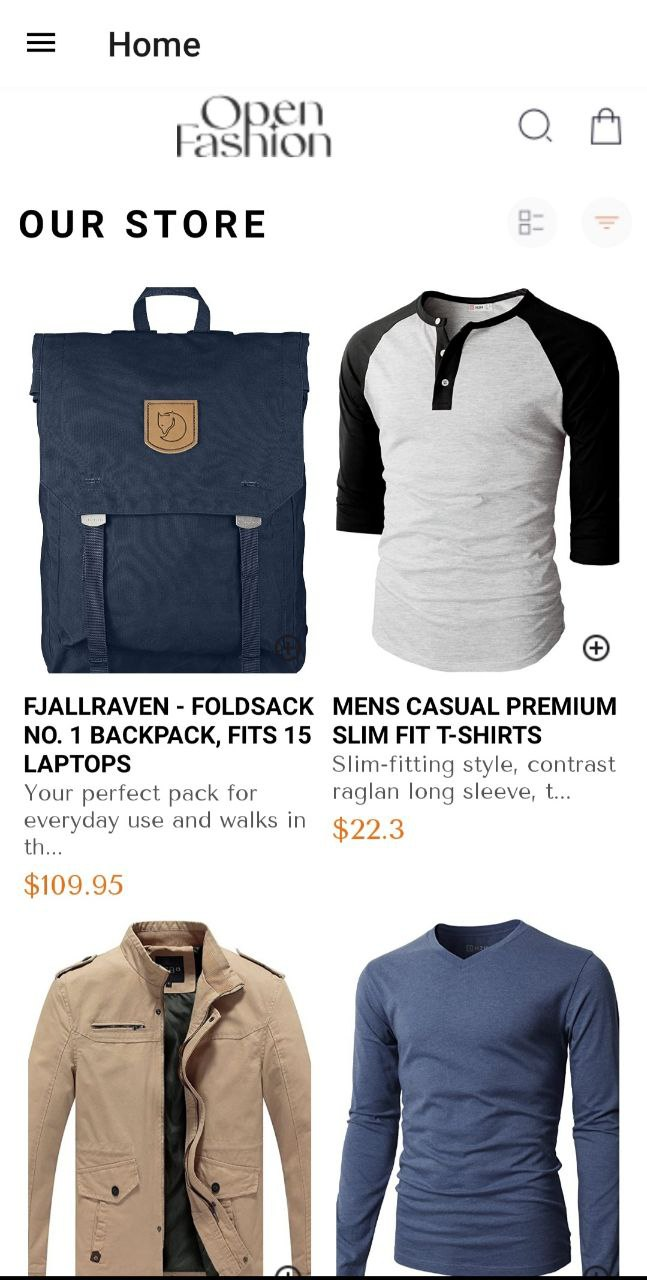 Home
Open
Fashion
OUR STORE
FJALLRAVEN - FOLDSACK
NO. 1 BACKPACK, FITS 15
LAPTOPS
Your perfect pack for
everyday use and walks in
th...
$109.95
MENS CASUAL PREMIUM
SLIM FIT T-SHIRTS
Slim-fitting style, contrast
raglan long sleeve, t...
$22.3